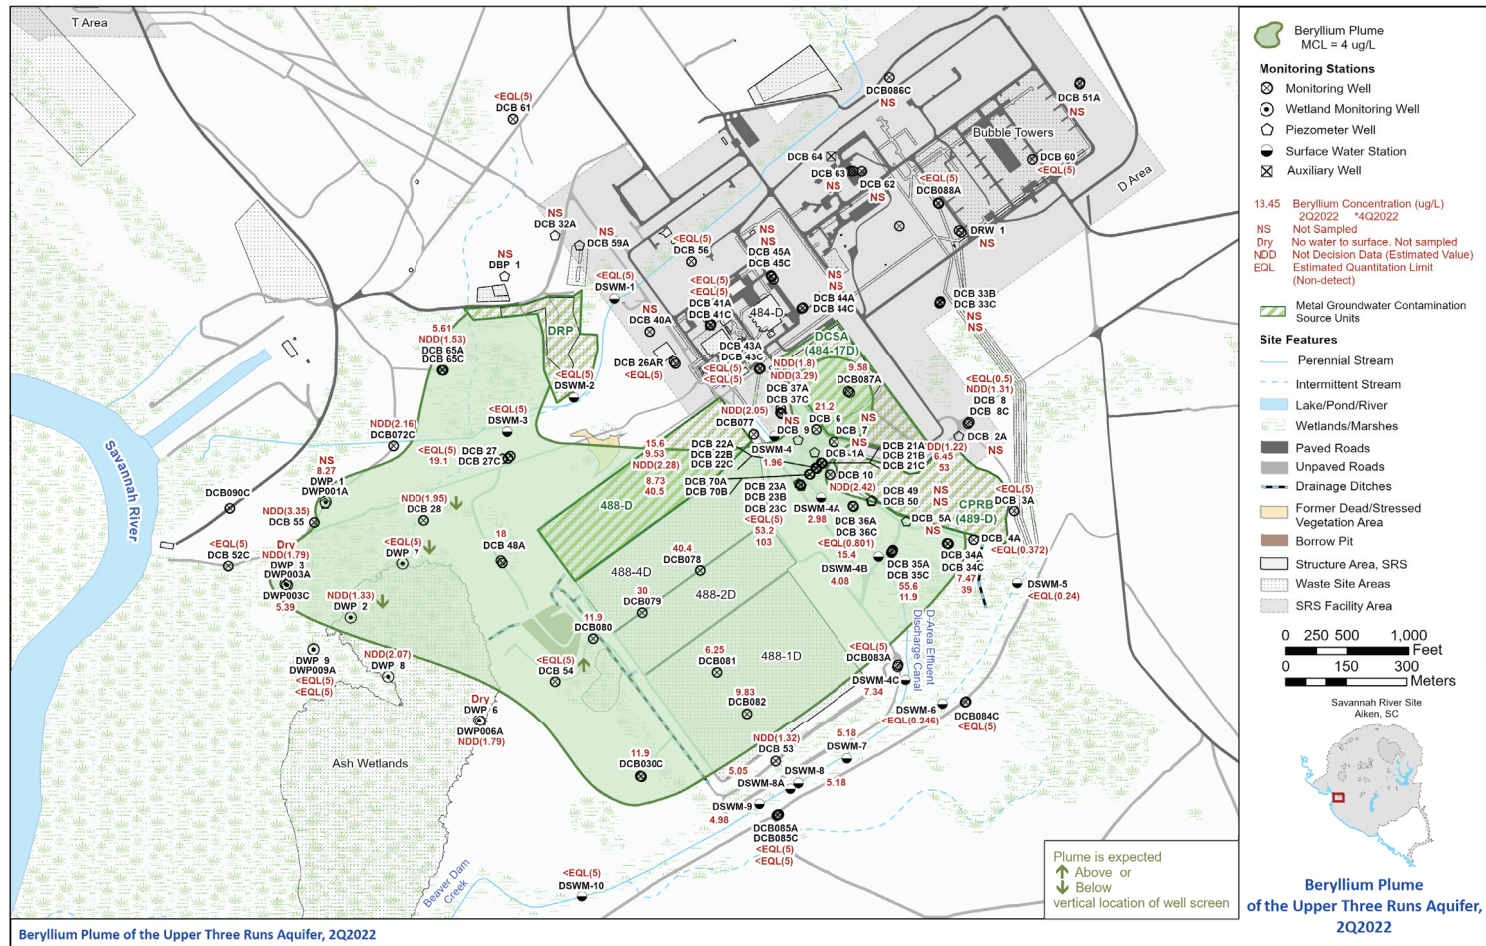 T Area
<EQL(5)
DCB 61
DCB086C
NS
DCB 51A
NS
Bubble Towers
DCB 64
DCB 63
NS
DCB 62
NS
DCB 60
<EQL(5)
<EQL(5)
DCB088A
D Area
DRW 1
NS
NS
DCB 32A
NS
DCB 59A
NS
DBP 1
<EQL(5)
DCB 56
NS
NS
DCB 45A
DCB 45C
<EQL(5)
DSWM-1
<EQL(5)
<EQL(5)
DCB 41A
DCB 41C
NS
NS
DCB 44A
DCB 44C
DCB 33B
DCB 33C
NS
NS
NS
DCB 40A
484-D
5.61
NDD(1.53)
DCB 65A
DCB 65C
DRP
DCB 26AR
<EQL(5)
DCB 43A
DCB 43C
<EQL(5)
<EQL(5)
DCSA
(484-17D)
9.58
DCB087A
<EQL(5)
DSWM-2
NDD(1.8)
NDD(3.29)
DCB 37A
DCB 37C
<EQL(0.5)
NDD(1.31)
DCB 8
DCB 8C
NDD(2.16)
DCB072C
<EQL(5)
DSWM-3
NDD(2.05)
DCB077
21.2
DCB 6
NS
DCB 9
NS
DCB 7
DCB 2A
NS
<EQL(5)
19.1
DCB 27
DCB 27C
15.6
9.53
NDD(2.28)
8.73
40.5
DCB 22A
DCB 22B
DCB 22C
DCB 70A
DCB 70B
DSWM-4
1.96
NS
DCB 1A
DCB 21A
DCB 21B
DCB 21C
NDD(1.22)
6.45
53
NS
8.27
DWP 1
DWP001A
DCB090C
DCB 10
NDD(2.42)
DCB 23A
DCB 23B
DCB 23C
<EQL(5)
53.2
103
DCB 49
DCB 50
NS
NS
<EQL(5)
DCB 3A
CPRB
(489-D)
NDD(3.35)
DCB 55
NDD(1.95)
DCB 28
488-D
DSWM-4A
2.98
DCB 36A
DCB 36C
<EQL(0.801)
15.4
DCB 5A
NS
DCB 4A
<EQL(0.372)
<EQL(5)
DCB 52C
Dry
NDD(1.79)
DWP 3
DWP003A
DWP003C
5.39
<EQL(5)
DWP 7
18
DCB 48A
40.4
DCB078
488-4D
DSWM-4B
4.08
DCB 35A
DCB 35C
55.6
11.9
DCB 34A
DCB 34C
7.47
39
DSWM-5
<EQL(0.24)
NDD(1.33)
DWP 2
30
DCB079
488-2D
11.9
DCB080
D-Area Effluent
Discharge Canal
DWP 9
DWP009A
<EQL(5)
<EQL(5)
NDD(2.07)
DWP 8
<EQL(5)
DCB 54
6.25
DCB081
488-1D
<EQL(5)
DCB083A
DSWM-4C
7.34
Dry
DWP 6
DWP006A
NDD(1.79)
9.83
DCB082
DSWM-6
<EQL(0.246)
DCB084C
<EQL(5)
Ash Wetlands
11.9
DCB030C
NDD(1.32)
DCB 53
5.18
DSWM-7
5.05
DSWM-8
DSWM-8A
5.18
DSWM-9
4.98
DCB085A
DCB085C
<EQL(5)
<EQL(5)
<EQL(5)
DSWM-10
Beaver Dam
Creek
Savannah River
Plume is expected
Above or
Below
vertical location of well screen
Beryllium Plume of the Upper Three Runs Aquifer, 2Q2022
Beryllium Plume
MCL = 4 ug/L
Monitoring Stations
Monitoring Well
Wetland Monitoring Well
Piezometer Well
Surface Water Station
Auxiliary Well
13.45 Beryllium Concentration (ug/L)
2Q2022 *4Q2022
NS Not Sampled
Dry No water to surface. Not sampled
NDD Not Decision Data (Estimated Value)
EQL Estimated Quantitation Limit
(Non-detect)
Metal Groundwater Contamination
Source Units
Site Features
Perennial Stream
Intermittent Stream
Lake/Pond/River
Wetlands/Marshes
Paved Roads
Unpaved Roads
Drainage Ditches
Former Dead/Stressed
Vegetation Area
Borrow Pit
Structure Area, SRS
Waste Site Areas
SRS Facility Area
0 250 500 1,000
Feet
0 150 300
Meters
Savannah River Site
Aiken, SC
Beryllium Plume
of the Upper Three Runs Aquifer,
2Q2022